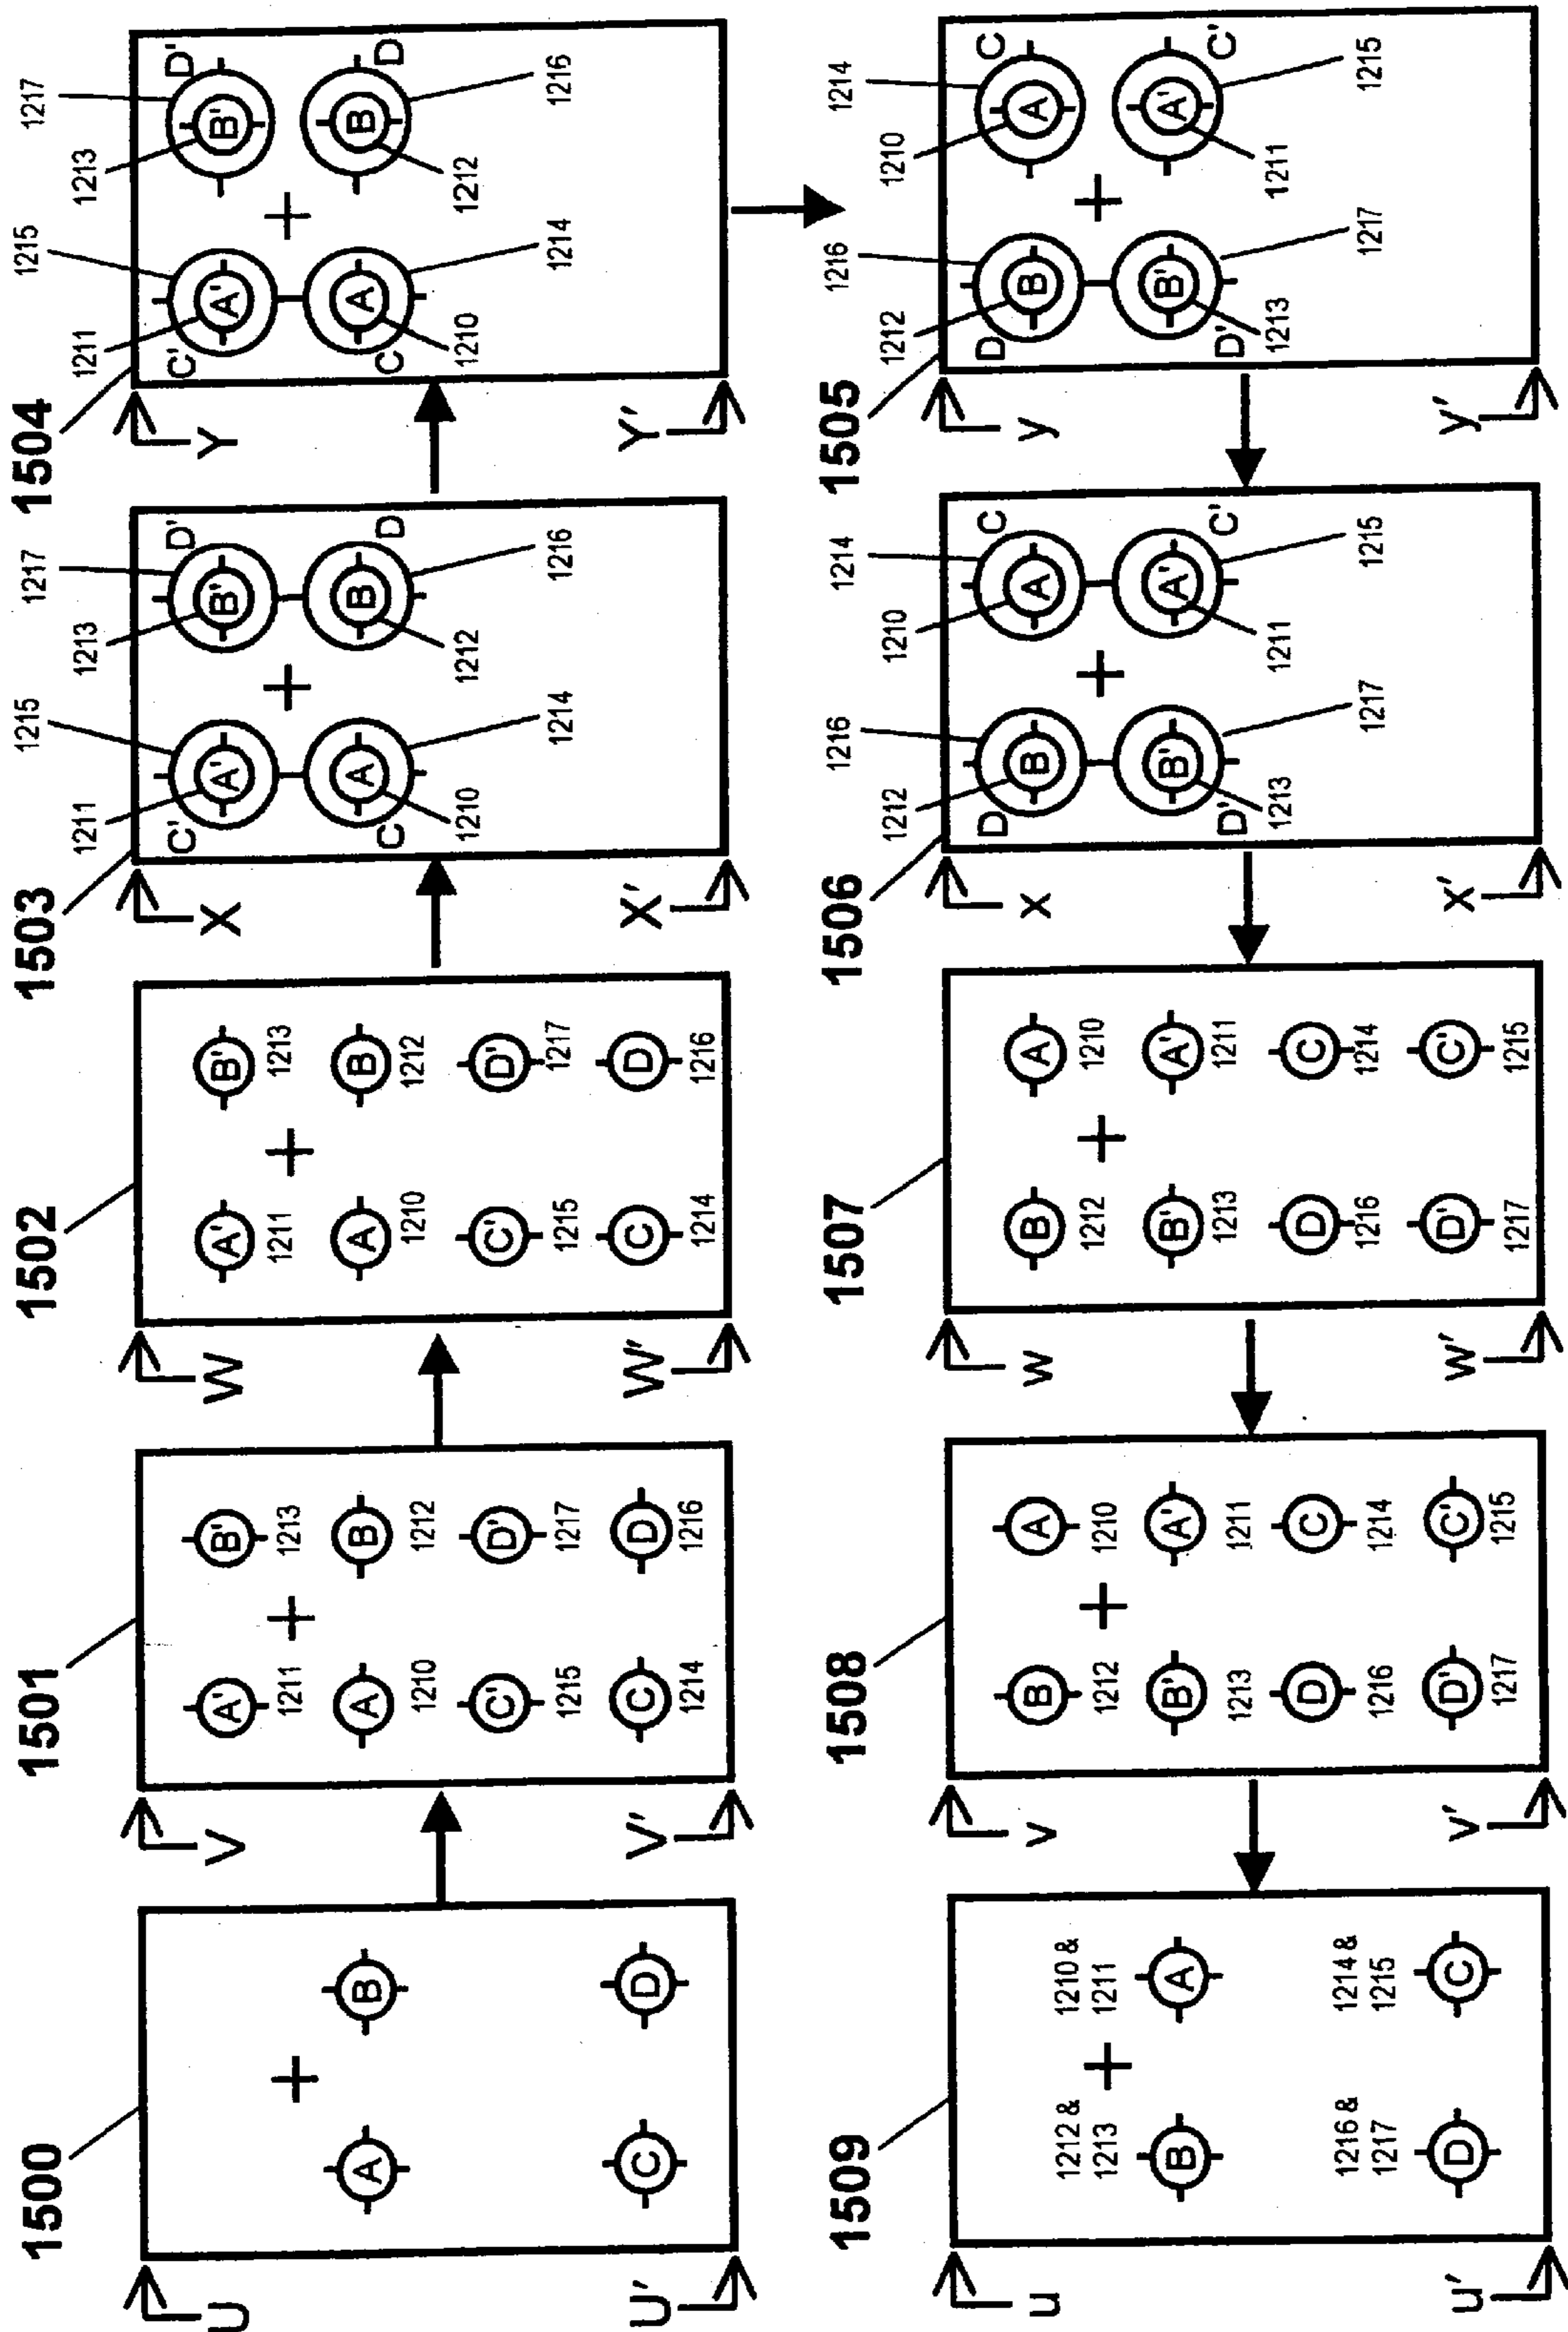 1500
A
B
C
D
U
U'
1501
A'
1211
B'
1213
A
1210
B
1212
C'
1215
D'
1217
C
1214
D
1216
V
V'
1502
A'
1211
B'
1213
A
1210
B
1212
C'
1215
D'
1217
C
1214
D
1216
W
W'
1503
1215
1217
1211
1213
C'
A'
B'
D'
C
A
B
D
1210
1212
1214
1216
X
X'
1504
1215
1217
1211
1213
C'
A'
B'
D'
C
A
B
D
1210
1212
1214
1216
Y
Y'
1509
1212 &
1213
1210 &
1211
B
A
1216 &
1217
1214 &
1215
D
C
u
u'
1508
B
1212
A
1210
B'
1213
A'
1211
D
1216
C
1214
D'
1217
C'
1215
v
v'
1507
B
1212
A
1210
B'
1213
A'
1211
D
1216
C
1214
D'
1217
C'
1215
w
w'
1506
1216
1214
1212
1210
D
B
A
C
D'
B'
A'
C'
1213
1211
1217
1215
x
x'
1505
1216
1214
1212
1210
D
B
A
C
D'
B'
A'
C'
1213
1211
1217
1215
y
y'